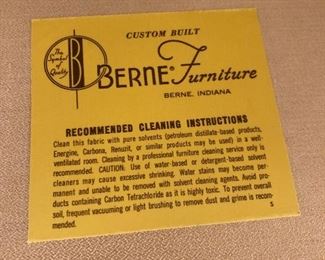 CUSTOM BUILT
The Symbol of Quality
B
BERNE Furniture
BERNE, INDIANA
RECOMMENDED CLEANING INSTRUCTIONS
Clean this fabric with pure solvents (petroleum distillate-based products,
Energine, Carbona, Renuzit, or similar products may be used) in a well-
ventilated room. Cleaning by a professional furniture cleaning service only is
recommended. CAUTION: Use of water-based or detergent-based solvent
cleaners may cause excessive shrinking. Water stains may become per-
manent and unable to be removed with solvent cleaning agents. Avoid pro-
ducts containing Carbon Tetrachloride as it is highly toxic. To prevent overall
soil, frequent vacuuming or light brushing to remove dust and grime is recom-
mended.
S